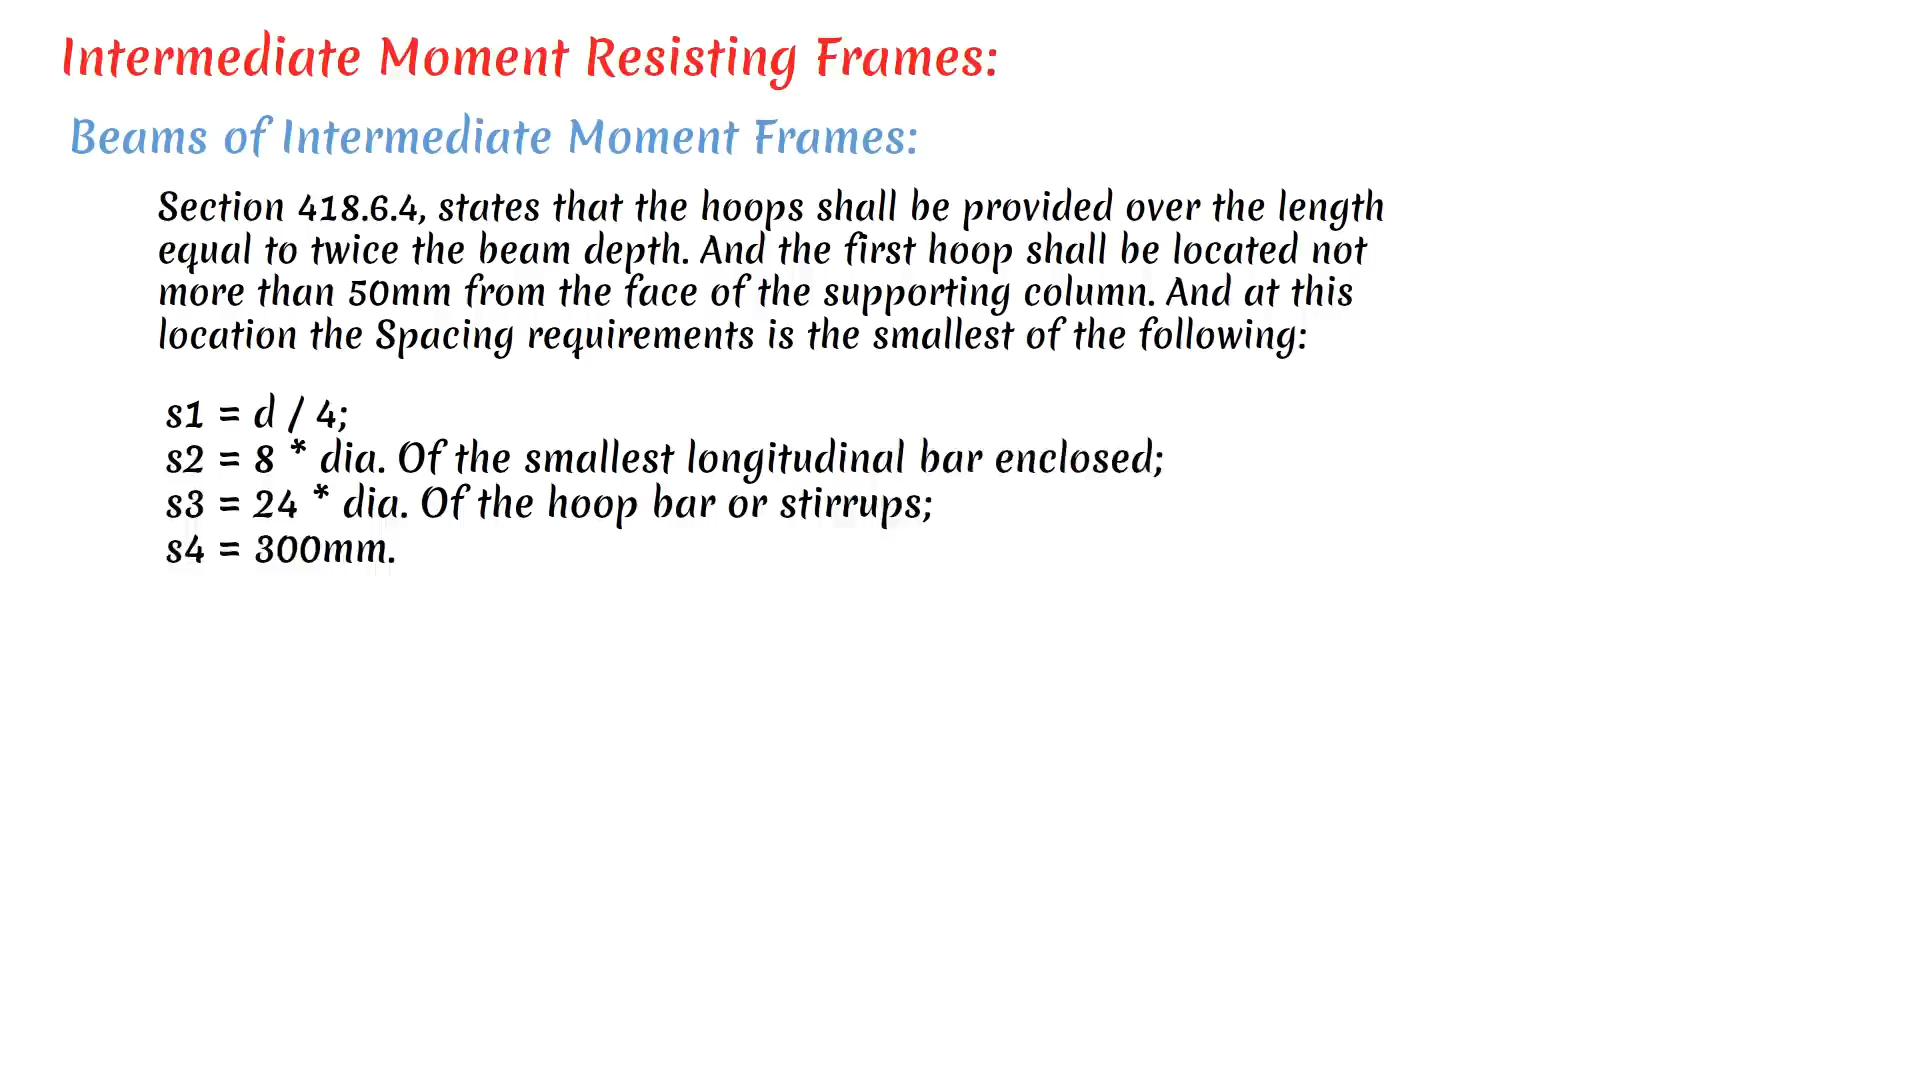 Intermediate Moment Resisting Frames:
Beams of Intermediate Moment Frames:
Section 418.6.4, states that the hoops shall be provided over the length
equal to twice the beam depth. And the first hoop shall be located not
more than 50mm from the face of the supporting column. And at this
location the Spacing requirements is the smallest of the following:
s1 = d / 4;
s2 = 8 * dia. Of the smallest longitudinal bar enclosed;
s3 = 24 * dia. Of the hoop bar or stirrups;
s4 = 300mm.